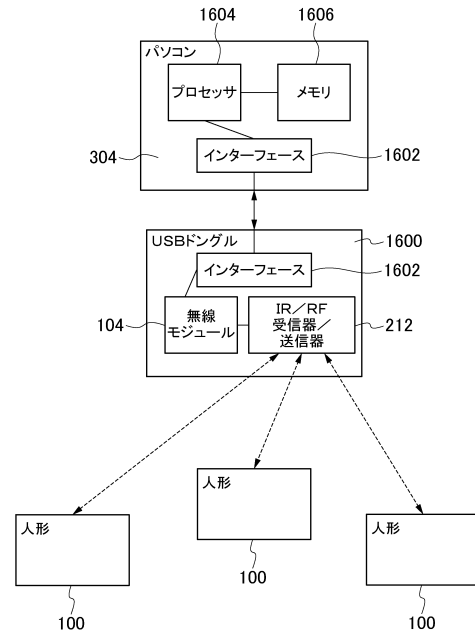 1604
1606
パソコン
プロセッサ
メモリ
インターフェース
1602
304
USBドングル
1600
インターフェース
1602
104
無線
モジュール
IR/RF
受信器/
送信器
212
人形
人形
人形
100
100
100